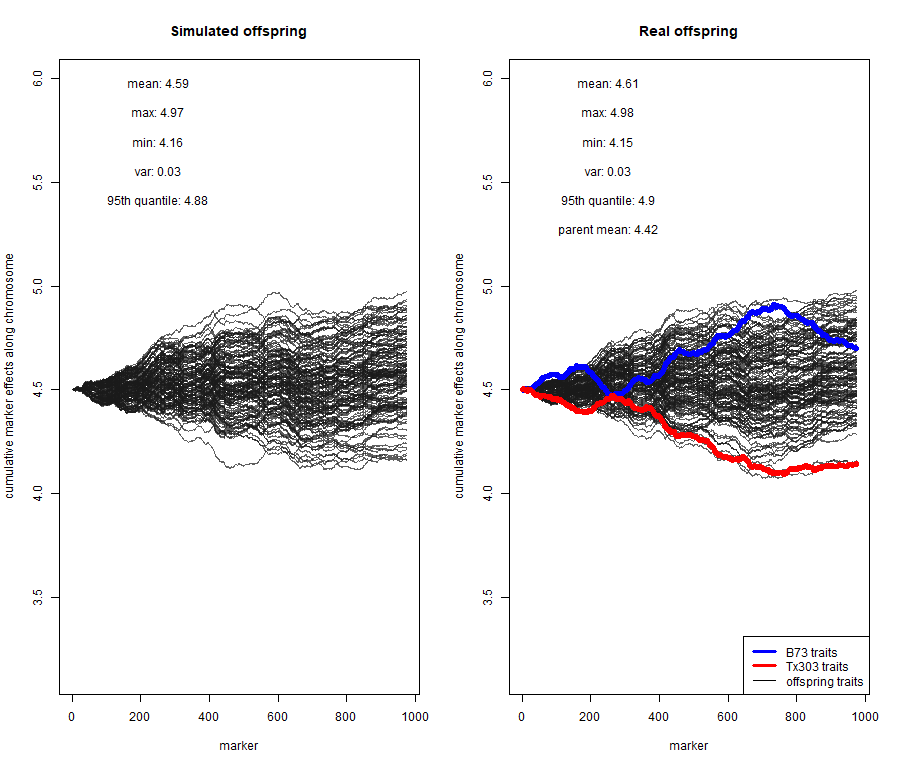 Simulated offspring
mean: 4.59
max: 4.97
min: 4.16
var: 0.03
95th quantile: 4.88
cumulative marker effects along chromosome
6.0
5.5
5.0
4.5
4.0
3.5
0 200 400 600 800 1000
marker
Real offspring
mean: 4.61
max: 4.98
min: 4.15
var: 0.03
95th quantile: 4.9
parent mean: 4.42
cumulative marker effects along chromosome
6.0
5.5
5.0
4.5
4.0
3.5
B73 traits
Tx303 traits
offspring traits
0 200 400 600 800 1000
marker